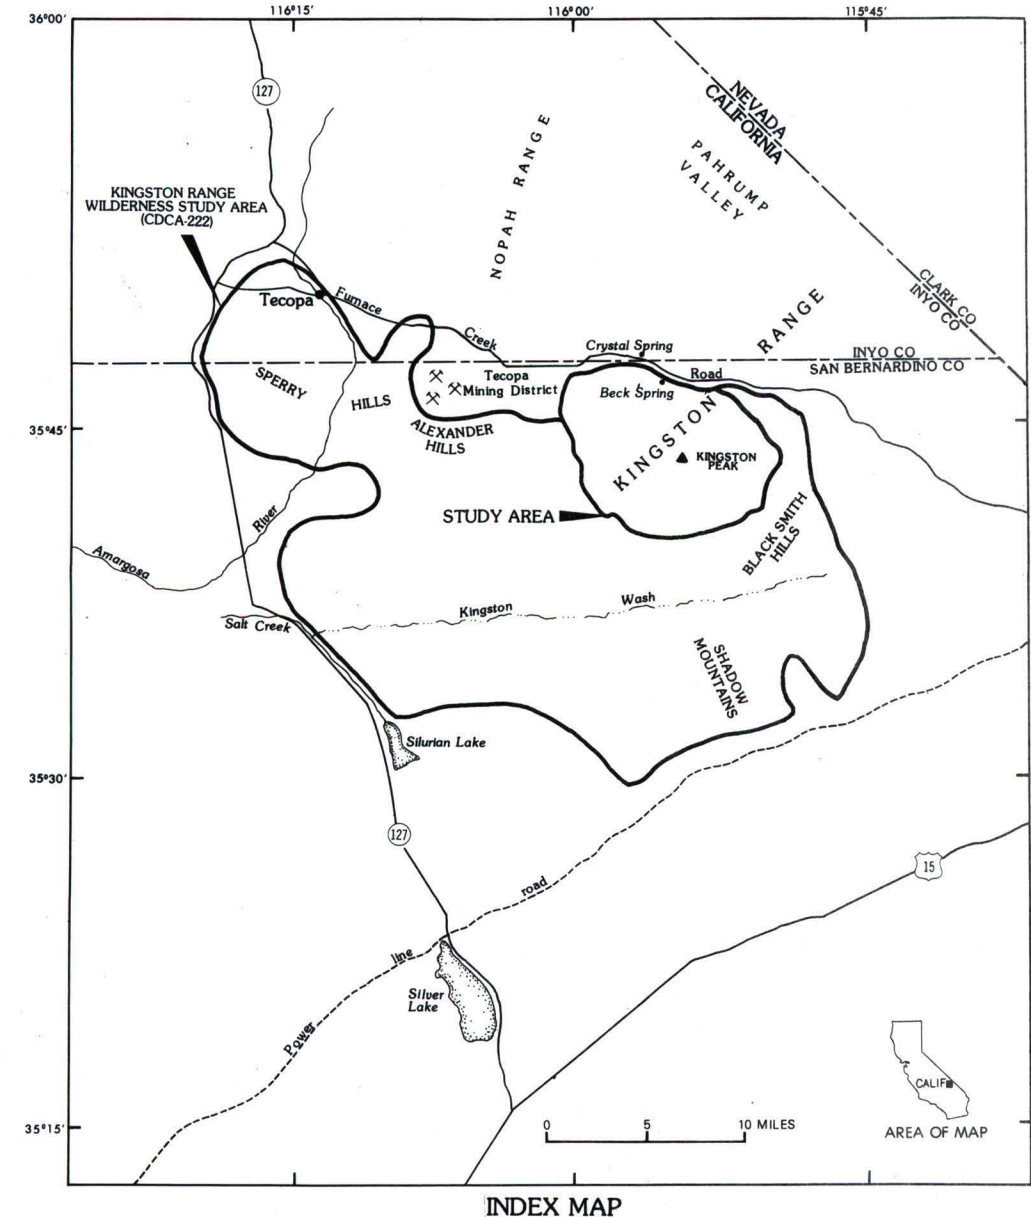 116°15′
116°00′
115°45′
36°00′
127
NEVADA
CALIFORNIA
PAHRUMP
VALLEY
NOPAH RANGE
KINGSTON RANGE
WILDERNESS STUDY AREA
(CDCA-222)
CLARK CO
INYO CO
Tecopa
Furnace
Creek
Crystal Spring
Road
INYO CO
SAN BERNARDINO CO
SPERRY
HILLS
Tecopa
Mining District
Beck Spring
KINGSTON RANGE
35°45′
ALEXANDER
HILLS
KINGSTON
PEAK
STUDY AREA
BLACK SMITH
HILLS
River
Amargosa
Kingston
Wash
Salt Creek
SHADOW
MOUNTAINS
Silurian Lake
35°30′
127
15
road
line
Power
Silver
Lake
CALIF
AREA OF MAP
35°15′
0
5
10 MILES
INDEX MAP